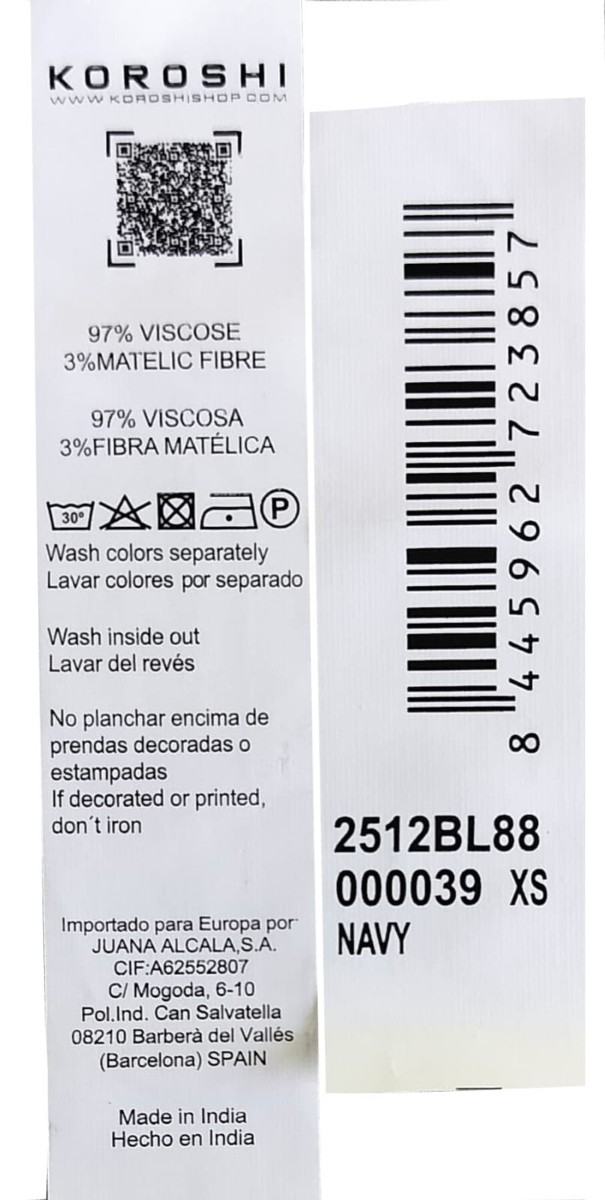 KOROSHI
WWW KOROSHISHOP COM
97% VISCOSE
3%MATELIC FIBRE
97% VISCOSA
3%FIBRA MATÉLICA
30°
P
Wash colors separately
Lavar colores por separado
Wash inside out
Lavar del revés
No planchar encima de
prendas decoradas o
estampadas
If decorated or printed,
don´t iron
Importado para Europa por
JUANA ALCALA,S.A.
CIF:A62552807
C/ Mogoda, 6-10
Pol.Ind. Can Salvatella
08210 Barberà del Vallés
(Barcelona) SPAIN
Made in India
Hecho en India
8 445962 723857
2512BL88
000039 XS
NAVY